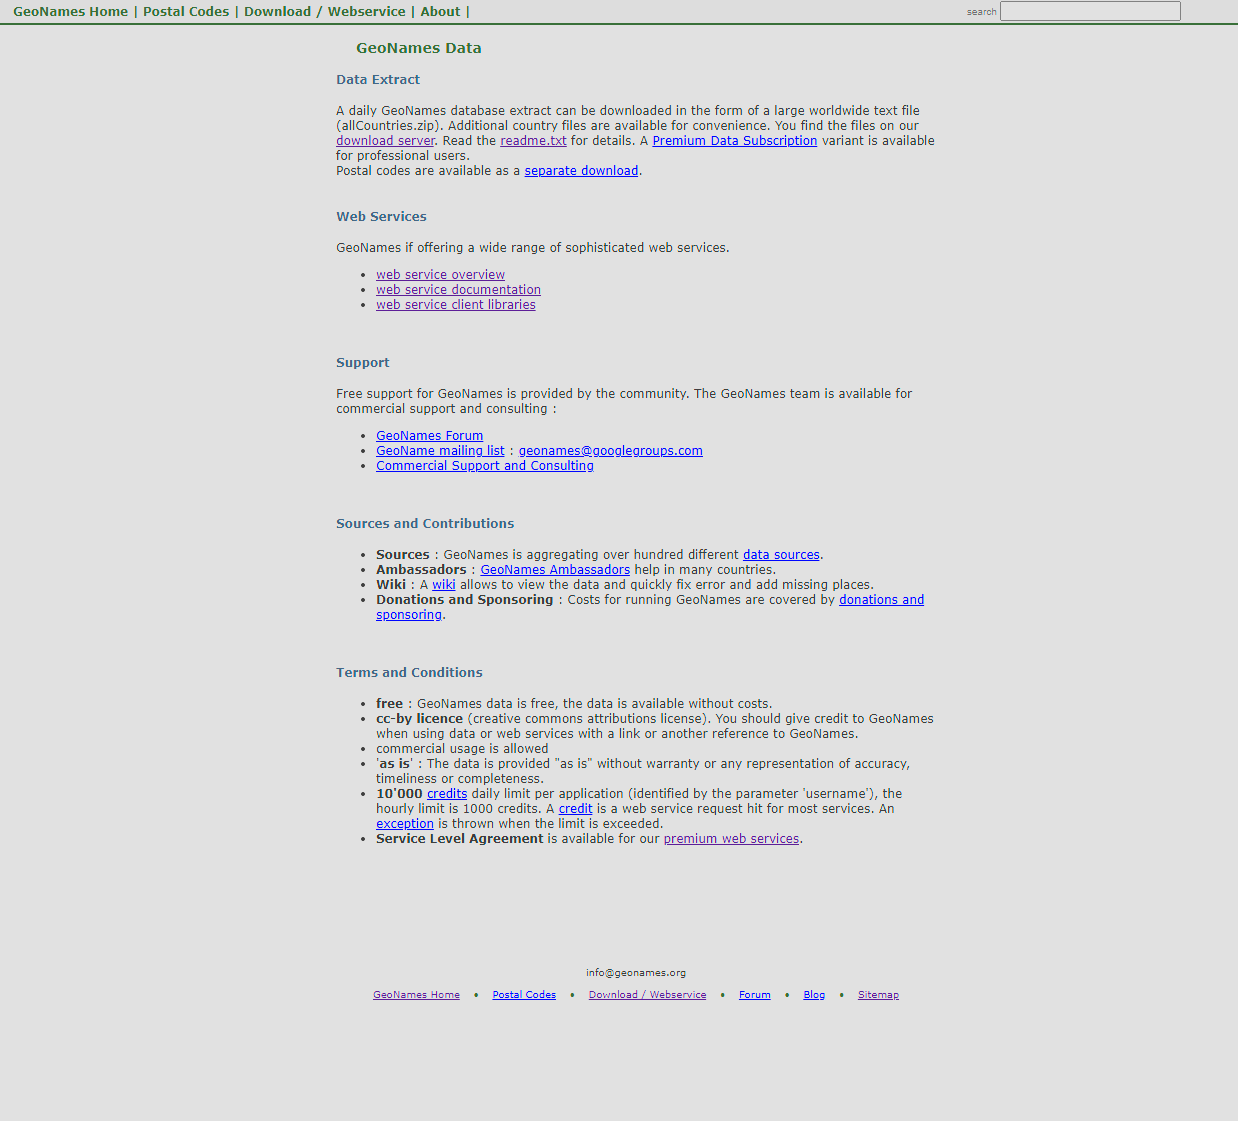 GeoNames Home | Postal Codes | Download / Webservice | About |
search
GeoNames Data
Data Extract
A daily GeoNames database extract can be downloaded in the form of a large worldwide text file
(allCountries.zip). Additional country files are available for convenience. You find the files on our
download server. Read the readme.txt for details. A Premium Data Subscription variant is available
for professional users.
Postal codes are available as a separate download.
Web Services
GeoNames if offering a wide range of sophisticated web services.
• web service overview
• web service documentation
• web service client libraries
Support
Free support for GeoNames is provided by the community. The GeoNames team is available for
commercial support and consulting :
• GeoNames Forum
• GeoName mailing list : geonames@googlegroups.com
• Commercial Support and Consulting
Sources and Contributions
• Sources : GeoNames is aggregating over hundred different data sources.
• Ambassadors : GeoNames Ambassadors help in many countries.
• Wiki : A wiki allows to view the data and quickly fix error and add missing places.
• Donations and Sponsoring : Costs for running GeoNames are covered by donations and
sponsoring.
Terms and Conditions
• free : GeoNames data is free, the data is available without costs.
• cc-by licence (creative commons attributions license). You should give credit to GeoNames
when using data or web services with a link or another reference to GeoNames.
• commercial usage is allowed
• 'as is' : The data is provided "as is" without warranty or any representation of accuracy,
timeliness or completeness.
• 10'000 credits daily limit per application (identified by the parameter 'username'), the
hourly limit is 1000 credits. A credit is a web service request hit for most services. An
exception is thrown when the limit is exceeded.
• Service Level Agreement is available for our premium web services.
info@geonames.org
GeoNames Home • Postal Codes • Download / Webservice • Forum • Blog • Sitemap